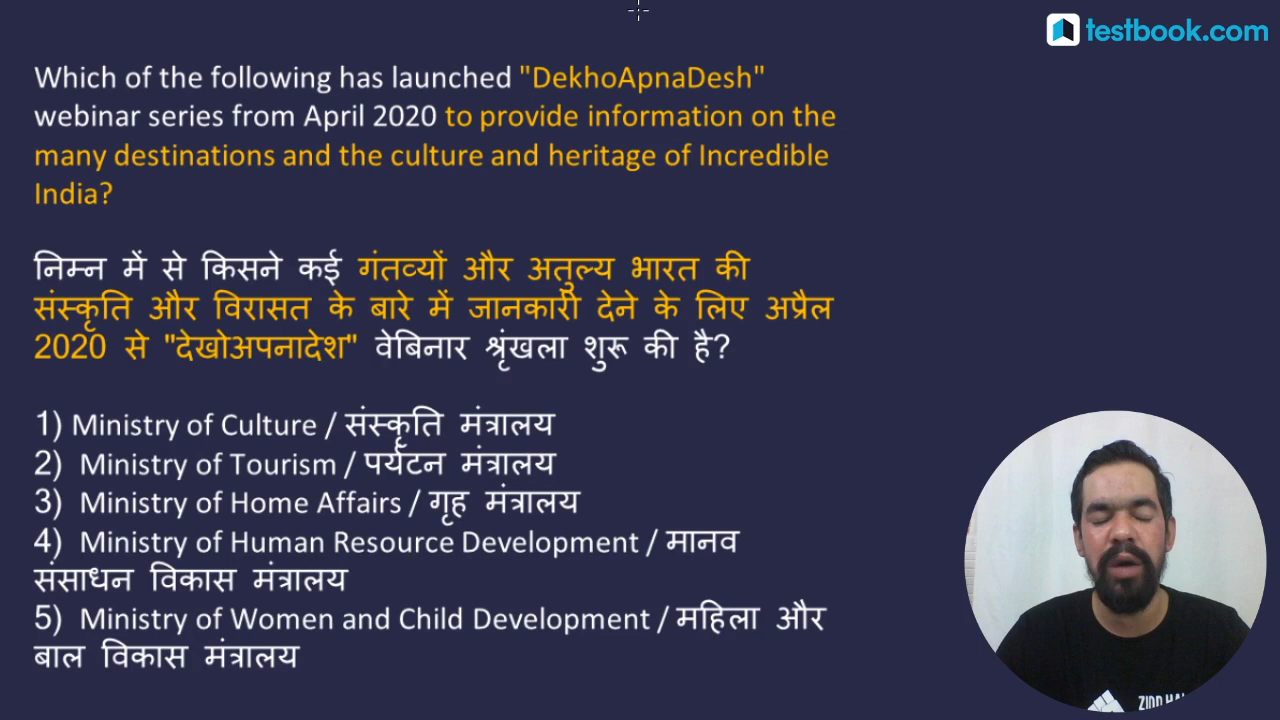 testbook.com
Which of the following has launched "DekhoApnaDesh"
webinar series from April 2020 to provide information on the
many destinations and the culture and heritage of Incredible
India?
निम्न में से किसने कई गंतव्यों और अतुल्य भारत की
संस्कृति और विरासत के बारे में जानकारी देने के लिए अप्रैल
2020 से "देखोअपनादेश" वेबिनार श्रृंखला शुरू की है?
1) Ministry of Culture / संस्कृति मंत्रालय
2) Ministry of Tourism / पर्यटन मंत्रालय
3) Ministry of Home Affairs / गृह मंत्रालय
4) Ministry of Human Resource Development / मानव
संसाधन विकास मंत्रालय
5) Ministry of Women and Child Development / महिला और
बाल विकास मंत्रालय